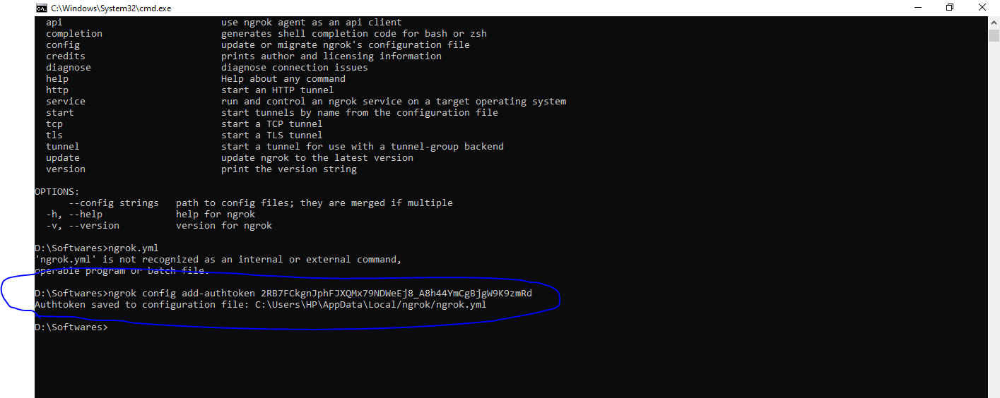 C:\Windows\System32\cmd.exe
api use ngrok agent as an api client
completion generates shell completion code for bash or zsh
config update or migrate ngrok's configuration file
credits prints author and licensing information
diagnose diagnose connection issues
help Help about any command
http start an HTTP tunnel
service run and control an ngrok service on a target operating system
start start tunnels by name from the configuration file
tcp start a TCP tunnel
tls start a TLS tunnel
tunnel start a tunnel for use with a tunnel-group backend
update update ngrok to the latest version
version print the version string
OPTIONS:
--config strings path to config files; they are merged if multiple
-h, --help help for ngrok
-v, --version version for ngrok
D:\Softwares>ngrok.yml
'ngrok.yml' is not recognized as an internal or external command,
operable program or batch file.
D:\Softwares>ngrok config add-authtoken 2RB7FCkgnJphFJXQMx79NDWeEj8_A8h44YmCgBjgW9K9zmRd
Authtoken saved to configuration file: C:\Users\HP\AppData\Local/ngrok/ngrok.yml
D:\Softwares>